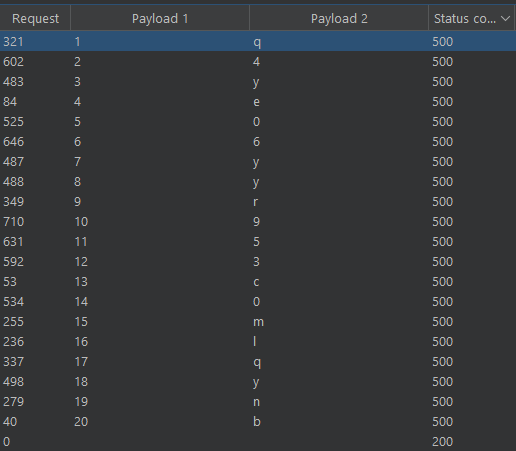 Request Payload 1 Payload 2 Status co...
321 1 q 500
602 2 4 500
483 3 y 500
84 4 e 500
525 5 0 500
646 6 6 500
487 7 y 500
488 8 y 500
349 9 r 500
710 10 9 500
631 11 5 500
592 12 3 500
53 13 c 500
534 14 0 500
255 15 m 500
236 16 l 500
337 17 q 500
498 18 y 500
279 19 n 500
40 20 b 500
0 200